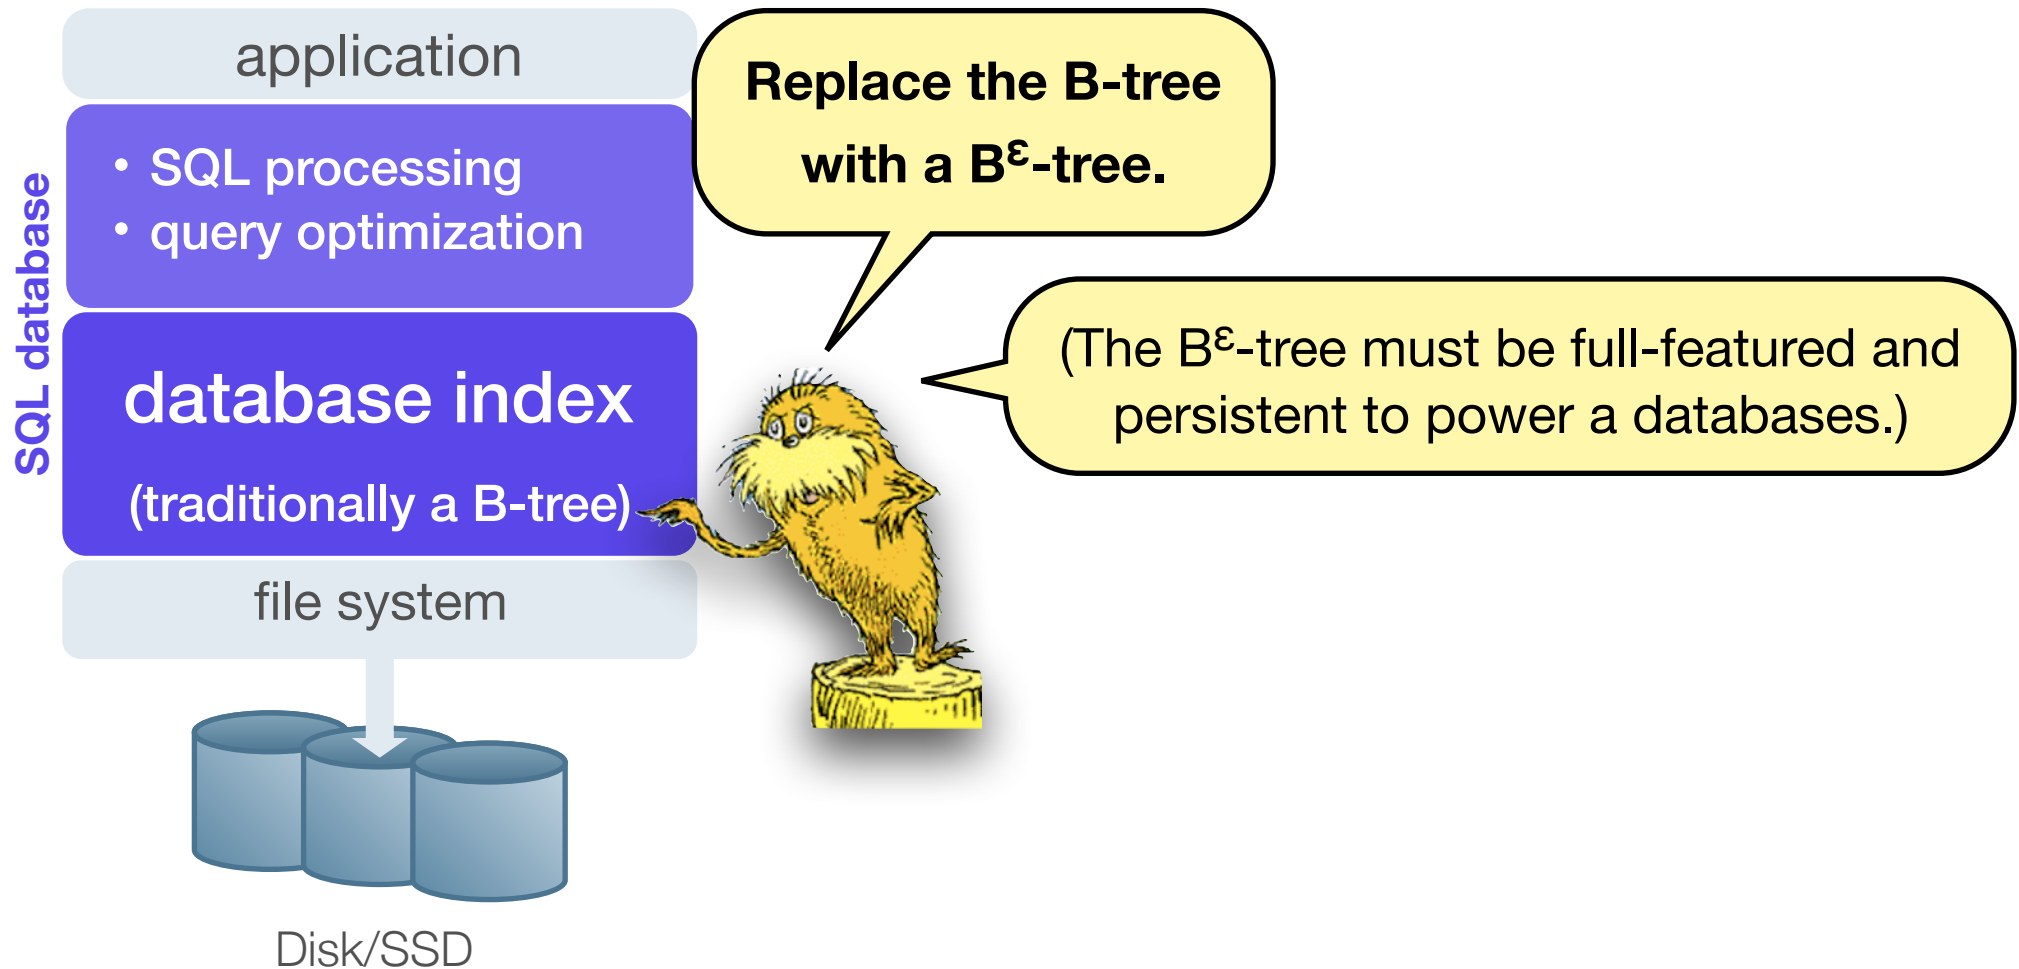 application
• SQL processing
• query optimization
SQL database
database index
(traditionally a B-tree)
file system
Disk/SSD
Replace the B-tree
with a Bᵋ-tree.
(The Bᵋ-tree must be full-featured and
persistent to power a databases.)